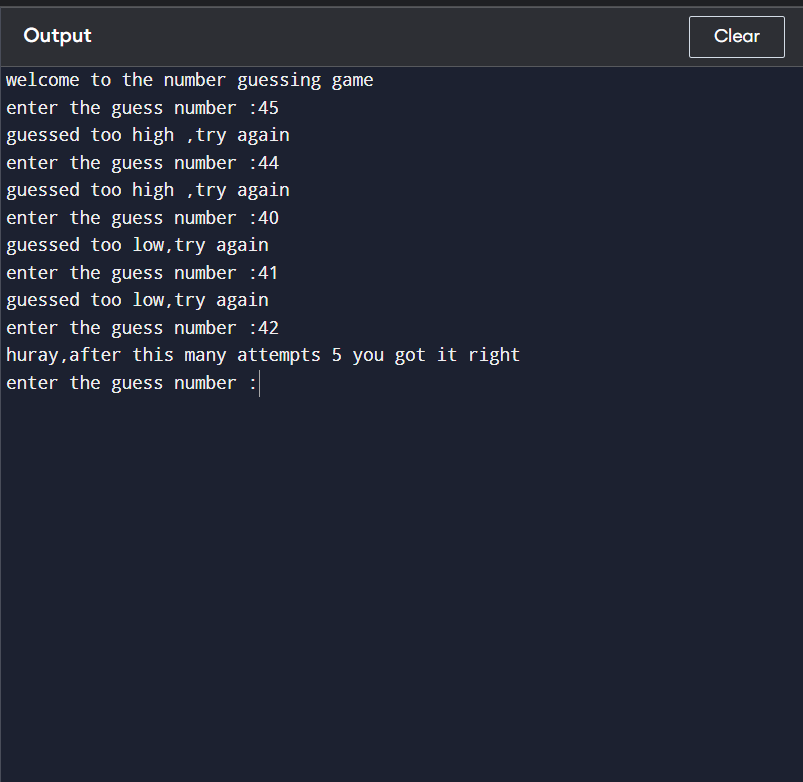 Output
Clear
welcome to the number guessing game
enter the guess number :45
guessed too high ,try again
enter the guess number :44
guessed too high ,try again
enter the guess number :40
guessed too low,try again
enter the guess number :41
guessed too low,try again
enter the guess number :42
huray,after this many attempts 5 you got it right
enter the guess number :